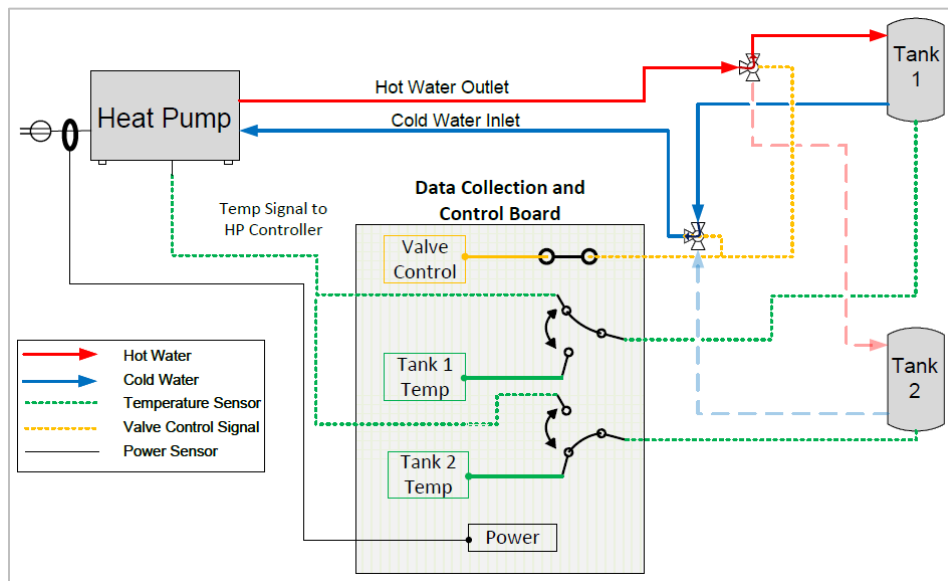 Tank
1
Hot Water Outlet
Heat Pump
Cold Water Inlet
Data Collection and
Control Board
Temp Signal to
HP Controller
Valve
Control
Hot Water
Cold Water
Temperature Sensor
Valve Control Signal
Power Sensor
Tank 1
Temp
Tank
2
Tank 2
Temp
Power